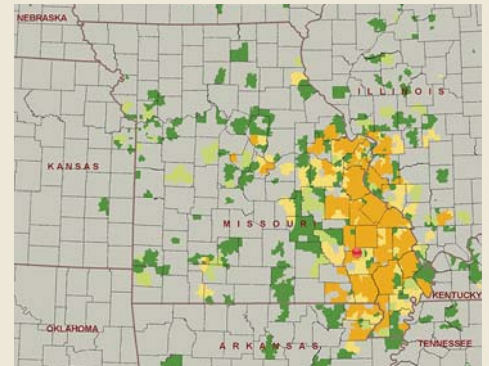 NEBRASKA
ILLINOIS
KANSAS
MISSOURI
KENTUCKY
OKLAHOMA
ARKANSAS
TENNESSEE